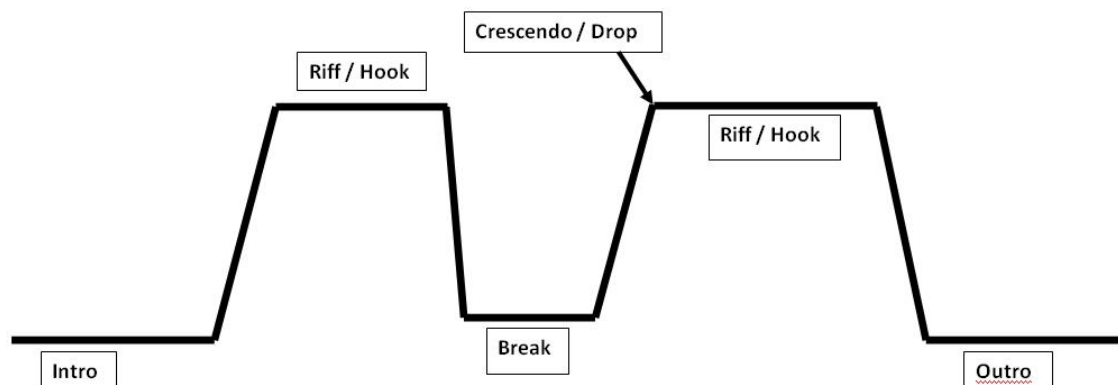 Crescendo / Drop
Riff / Hook
Riff / Hook
Break
Intro
Outro